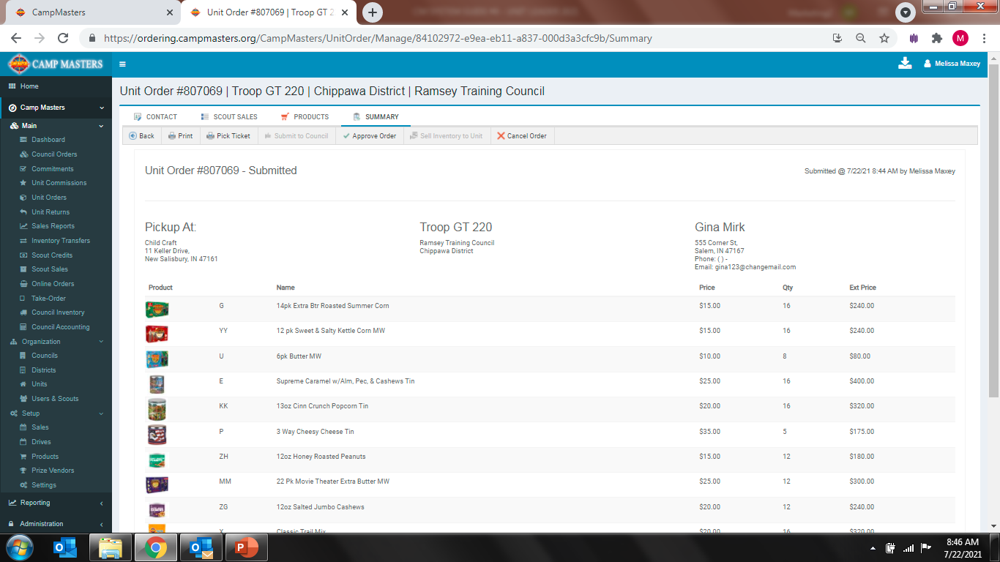 CampMasters
Unit Order #807069 | Troop GT 2
https://ordering.campmasters.org/CampMasters/UnitOrder/Manage/84102972-e9ea-eb11-a837-000d3a3cfc9b/Summary
M
CAMP MASTERS
Melissa Maxey
Home
Camp Masters
Main
Dashboard
Council Orders
Commitments
Unit Commissions
Unit Orders
Unit Returns
Sales Reports
Inventory Transfers
Scout Credits
Scout Sales
Online Orders
Take-Order
Council Inventory
Council Accounting
Organization
Councils
Districts
Units
Users & Scouts
Setup
Sales
Drives
Products
Prize Vendors
Settings
Reporting
Administration
Unit Order #807069 | Troop GT 220 | Chippawa District | Ramsey Training Council
CONTACT SCOUT SALES PRODUCTS SUMMARY
Back Print Pick Ticket Submit to Council Approve Order Sell Inventory to Unit Cancel Order
Unit Order #807069 - Submitted
Submitted @ 7/22/21 8:44 AM by Melissa Maxey
Pickup At:
Child Craft
11 Keller Drive,
New Salisbury, IN 47161
Troop GT 220
Ramsey Training Council
Chippawa District
Gina Mirk
555 Corner St,
Salem, IN 47167
Phone: ( ) -
Email: gina123@changemail.com
Product Name Price Qty Ext Price
G 14pk Extra Btr Roasted Summer Corn $15.00 16 $240.00
YY 12 pk Sweet & Salty Kettle Corn MW $15.00 16 $240.00
U 6pk Butter MW $10.00 8 $80.00
E Supreme Caramel w/Alm, Pec, & Cashews Tin $25.00 16 $400.00
KK 13oz Cinn Crunch Popcorn Tin $20.00 16 $320.00
P 3 Way Cheesy Cheese Tin $35.00 5 $175.00
ZH 12oz Honey Roasted Peanuts $15.00 12 $180.00
MM 22 Pk Movie Theater Extra Butter MW $25.00 12 $300.00
ZG 12oz Salted Jumbo Cashews $20.00 12 $240.00
X Classic Trail Mix $20.00 16 $320.00
8:46 AM
7/22/2021